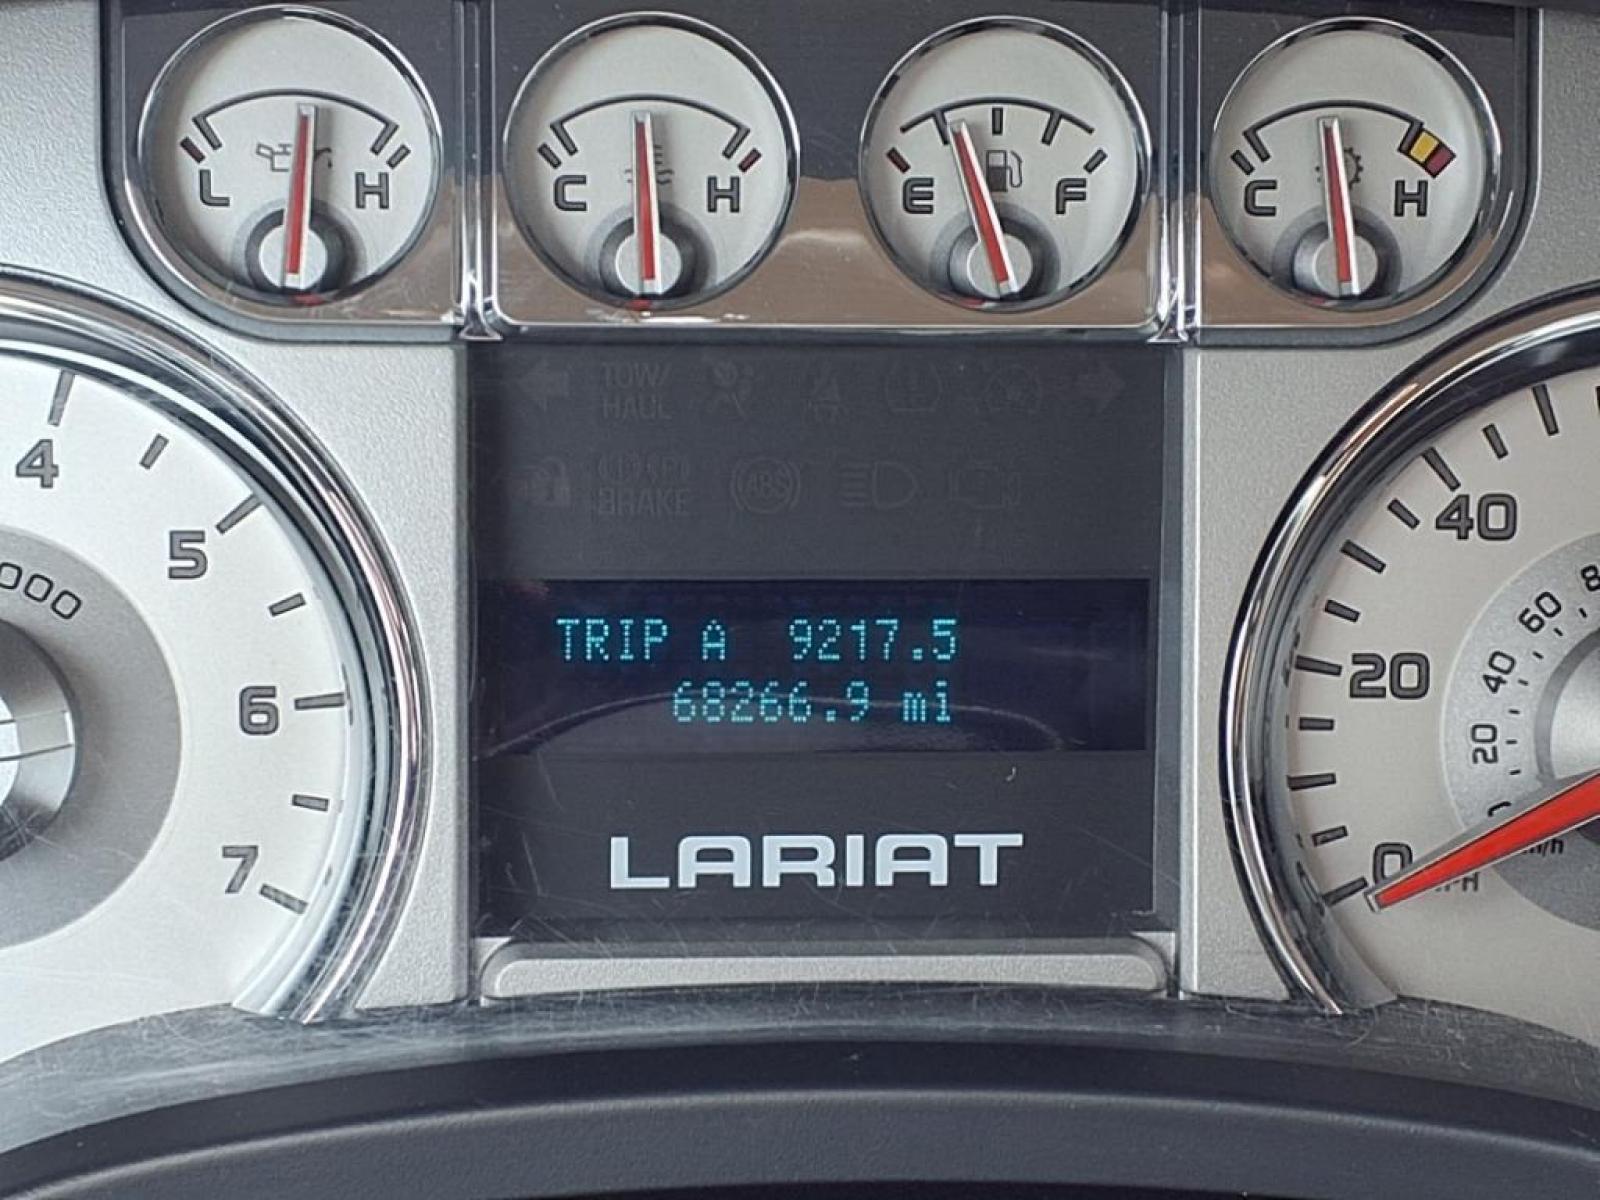 L H
C H
E F
C H
TOW/
HAUL
BRAKE
ABS
4
5
6
7
000
TRIP A 9217.5
68266.9 mi
LARIAT
40
20
0
60
40
20